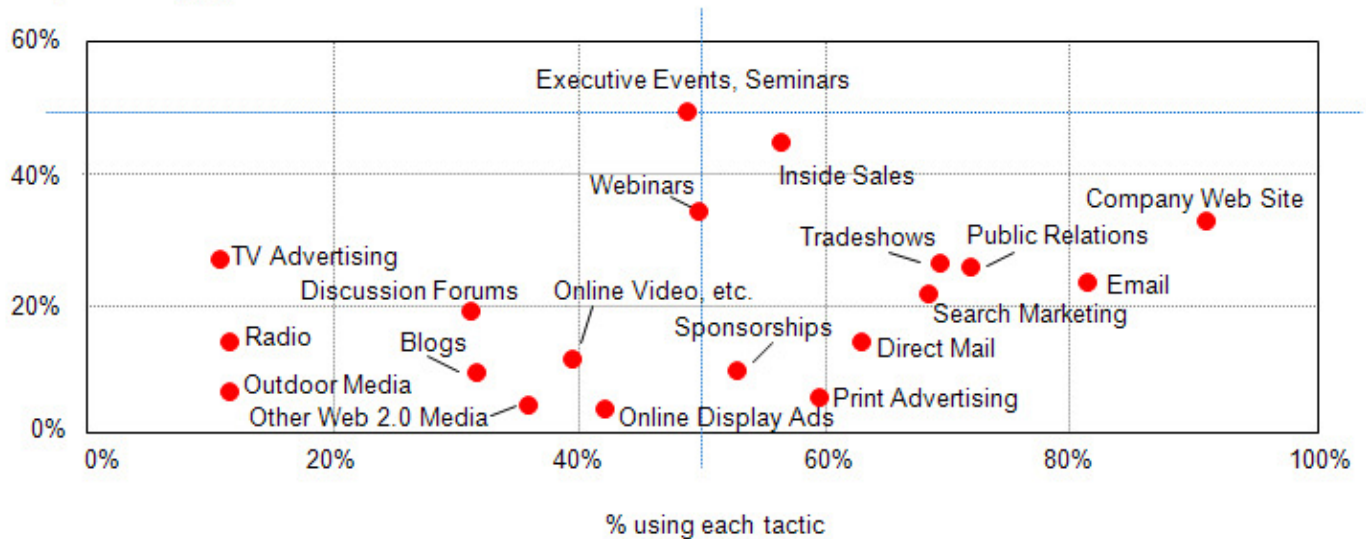 60%
Executive Events, Seminars
40%
Inside Sales
Webinars
Company Web Site
Tradeshows
Public Relations
TV Advertising
Discussion Forums
Online Video, etc.
Email
20%
Search Marketing
Sponsorships
Radio
Blogs
Direct Mail
Outdoor Media
Print Advertising
Other Web 2.0 Media
Online Display Ads
0%
0% 20% 40% 60% 80% 100%
% using each tactic